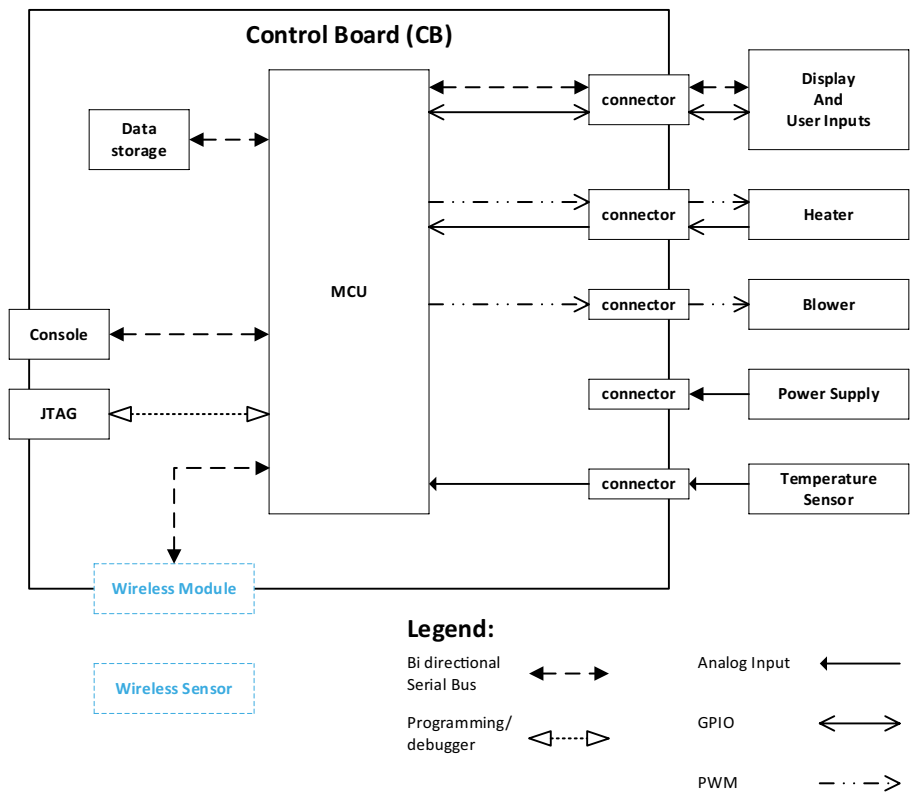 Control Board (CB)
Data
storage
MCU
connector
Display
And
User Inputs
connector
Heater
connector
Blower
Console
connector
Power Supply
JTAG
connector
Temperature
Sensor
Wireless Module
Wireless Sensor
Legend:
Bi directional
Serial Bus
Programming/
debugger
Analog Input
GPIO
PWM